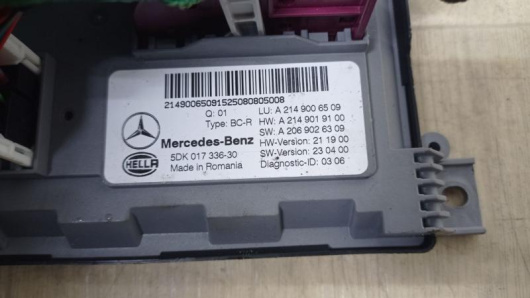 21490065091525080805008
Q: 01 LU: A 214 900 65 09
Type: BC-R HW: A 214 901 91 00
Mercedes-Benz SW: A 206 902 63 09
5DK 017 336-30 HW-Version: 21 19 00
HELLA Made in Romania SW-Version: 23 04 00
Diagnostic-ID: 03 06